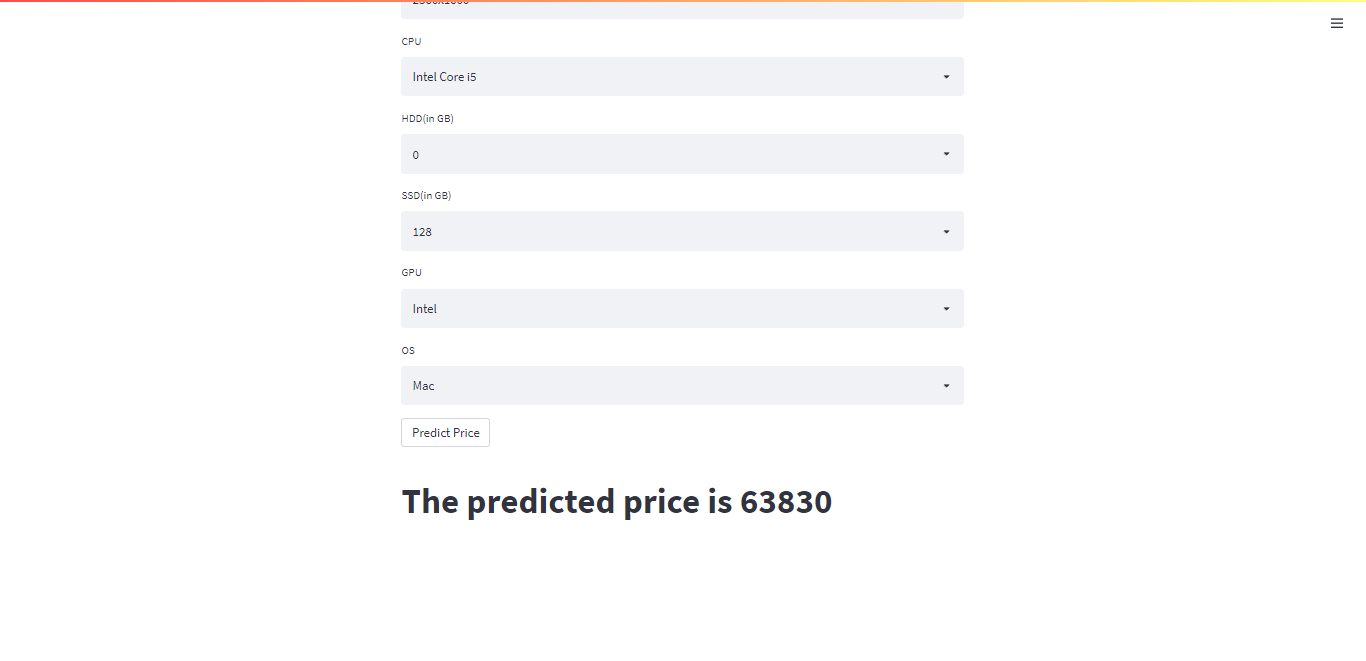 CPU
Intel Core i5
HDD(in GB)
0
SSD(in GB)
128
GPU
Intel
OS
Mac
Predict Price
The predicted price is 63830